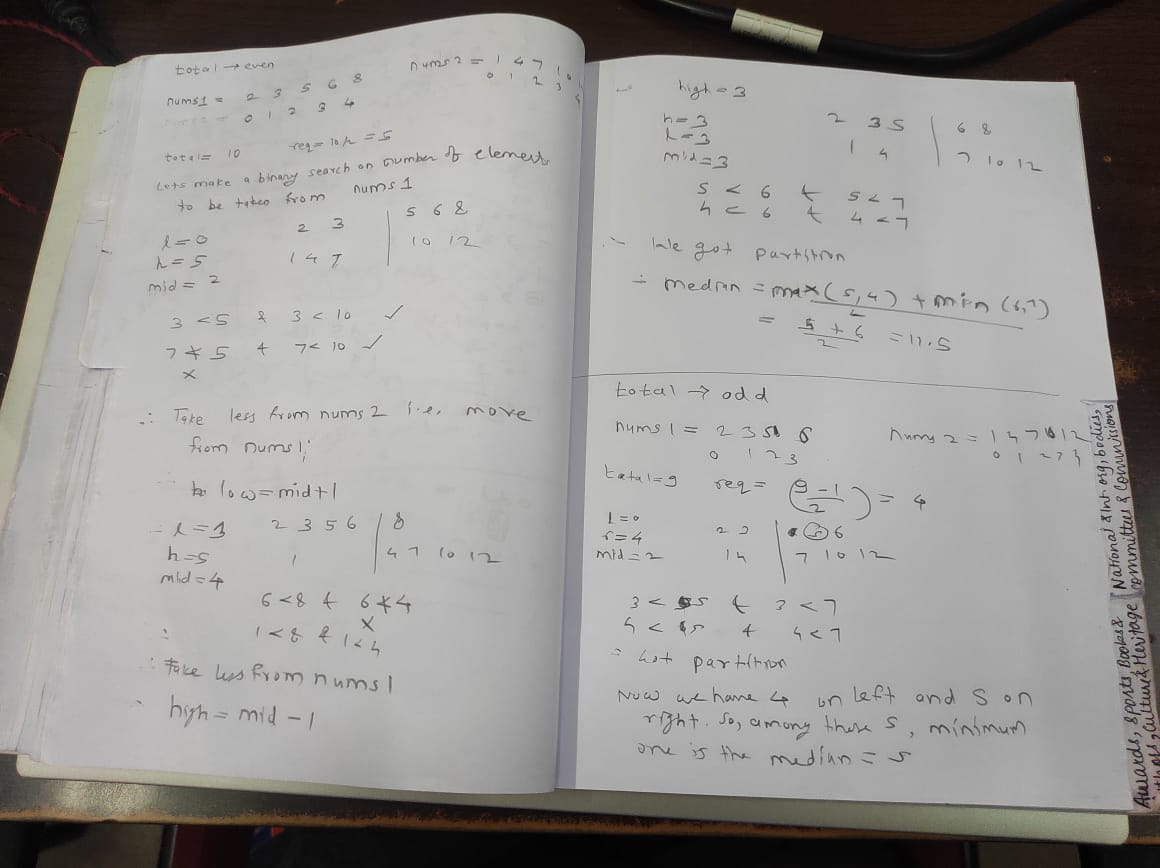 total → even
nums2 = 1 4 7 10
0 1 2 3 4
nums1 = 2 3 5 6 8
0 1 2 3 4
total = 10 req = 10/2 = 5
Lets make a binary search on number of element
to be taken from nums1
l=0 2 3 | 5 6 8
h=5 1 4 7 | 10 12
mid = 2
3 < 5 & 3 < 10 ✓
7 ≮ 5 & 7 < 10 ✓
×
∴ Take less from nums2 i.e. more
from nums1;
low = mid+1
l=3 2 3 5 6 | 8
h=5 1 | 4 7 10 12
mid=4
6<8 & 6≮4
×
1<8 & 1<4
∴ Take less from nums1
high = mid - 1
high = 3
h=3 2 3 5 | 6 8
l=3 1 4 | 7 10 12
mid=3
5 < 6 & 5 < 7
4 < 6 & 4 < 7
∴ We got partition
∴ median = max(5,4) + min(6,7)
2
= 5+6/2 = 11.5
total → odd
nums1 = 2 3 5 6 nums2 = 1 4 7 10 12
0 1 2 3 0 1 2 3 4
total=9 req = (9-1/2) = 4
l=0
r=4 2 3 | 5 6
mid=2 1 4 | 7 10 12
3 < 5 & 3 < 7
4 < 5 & 4 < 7
∴ Got partition
Now we have 4 on left and 5 on
right. So, among these 5, minimum
one is the median = 5
National & Int. org, bodies,
committees & Commissions
Awards, sports, Books &
Culture & Heritage